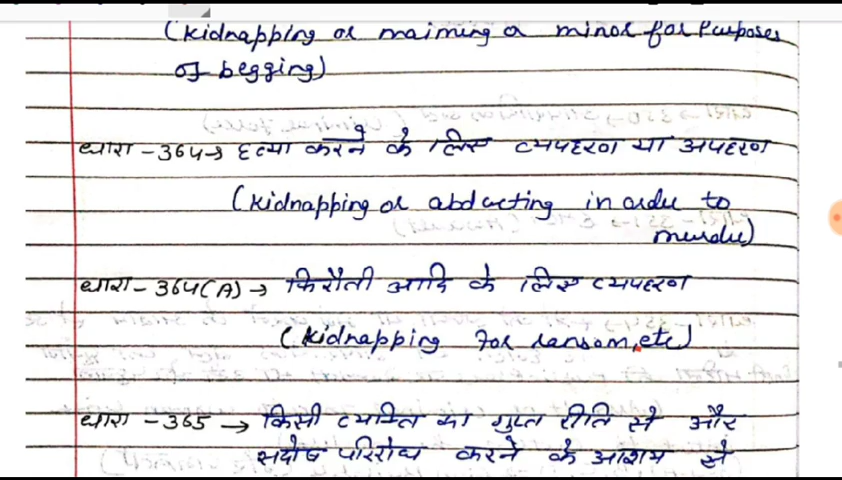 (kidnapping or maiming a minor for Purposes
of begging)
धारा -364→ हत्या करने के लिए व्यपहरण या अपहरण
(kidnapping or abducting in order to
murder)
धारा -364(A) → फिरौती आदि के लिए व्यपहरण
(kidnapping for ransom, etc)
धारा -365 → किसी व्यक्ति का गुप्त रीति से और
सदोष परिरोध करने के आशय से